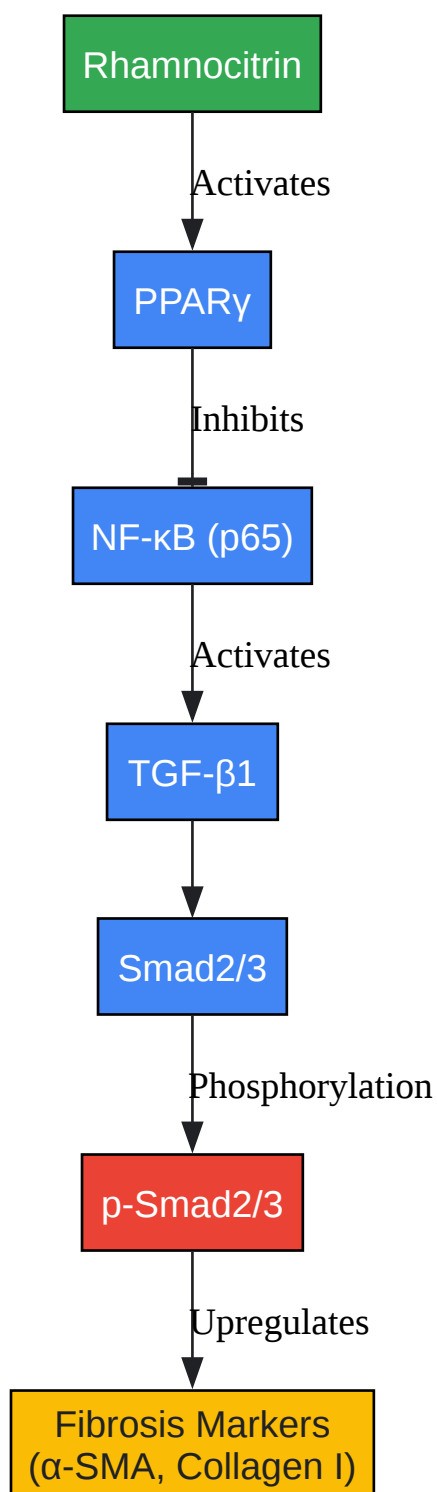 Rhamnocitrin
Activates
PPARγ
Inhibits
NF-κB (p65)
Activates
TGF-β1
Smad2/3
Phosphorylation
p-Smad2/3
Upregulates
Fibrosis Markers
(α-SMA, Collagen I)